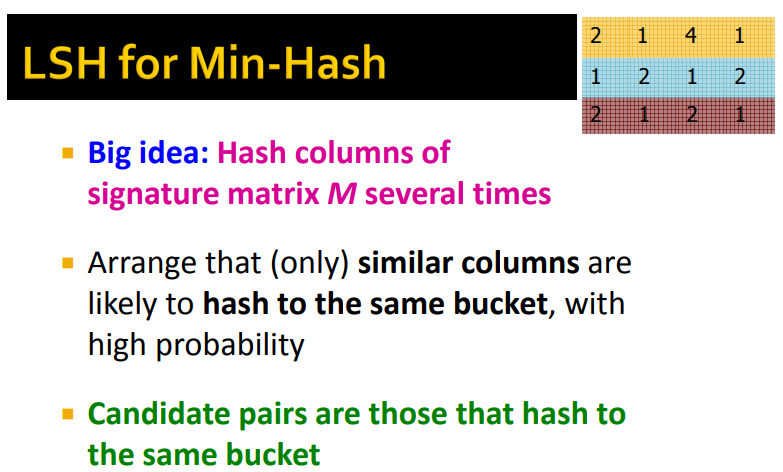 LSH for Min-Hash
2 1 4 1
1 2 1 2
2 1 2 1
Big idea: Hash columns of
signature matrix M several times
Arrange that (only) similar columns are
likely to hash to the same bucket, with
high probability
Candidate pairs are those that hash to
the same bucket